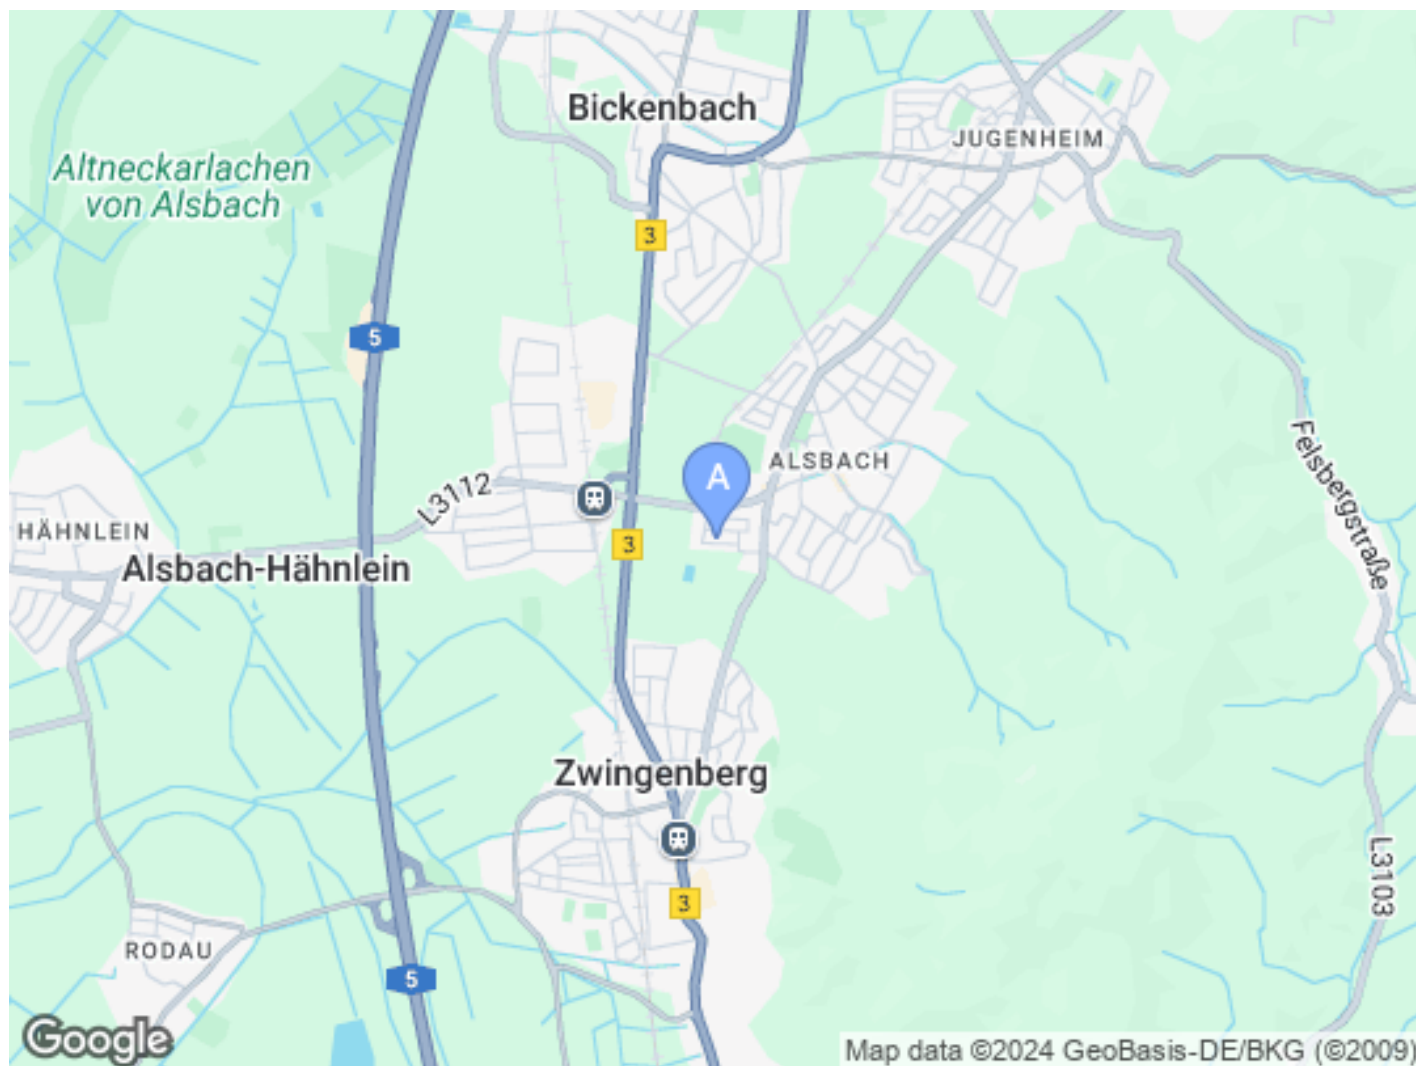 Bickenbach
JUGENHEIM
Altneckarlachen
von Alsbach
3
5
ALSBACH
A
L3112
Felsbergstraße
HÄHNLEIN
3
Alsbach-Hähnlein
Zwingenberg
L3103
3
RODAU
5
Google
Map data ©2024 GeoBasis-DE/BKG (©2009)